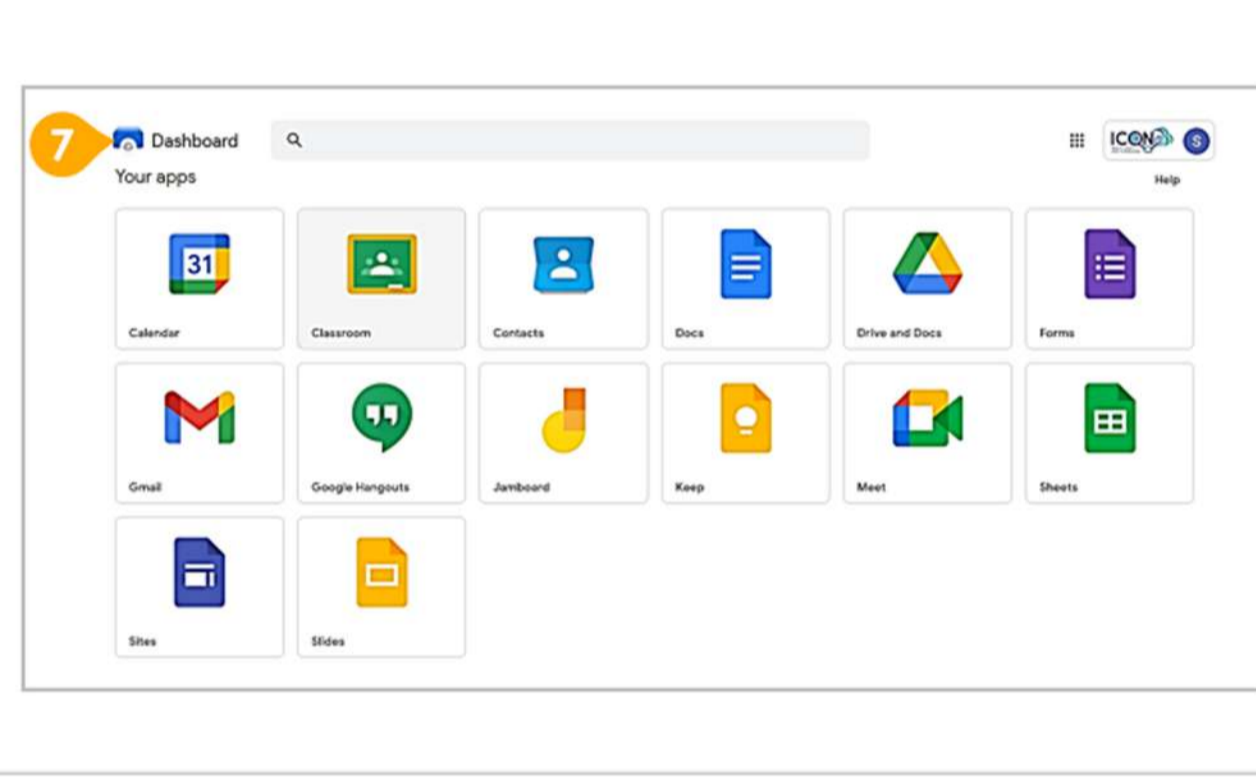 7 Dashboard
ICON S
Your apps
Help
31
Calendar
Classroom
Contacts
Docs
Drive and Docs
Forms
Gmail
Google Hangouts
Jamboard
Keep
Meet
Sheets
Sites
Slides